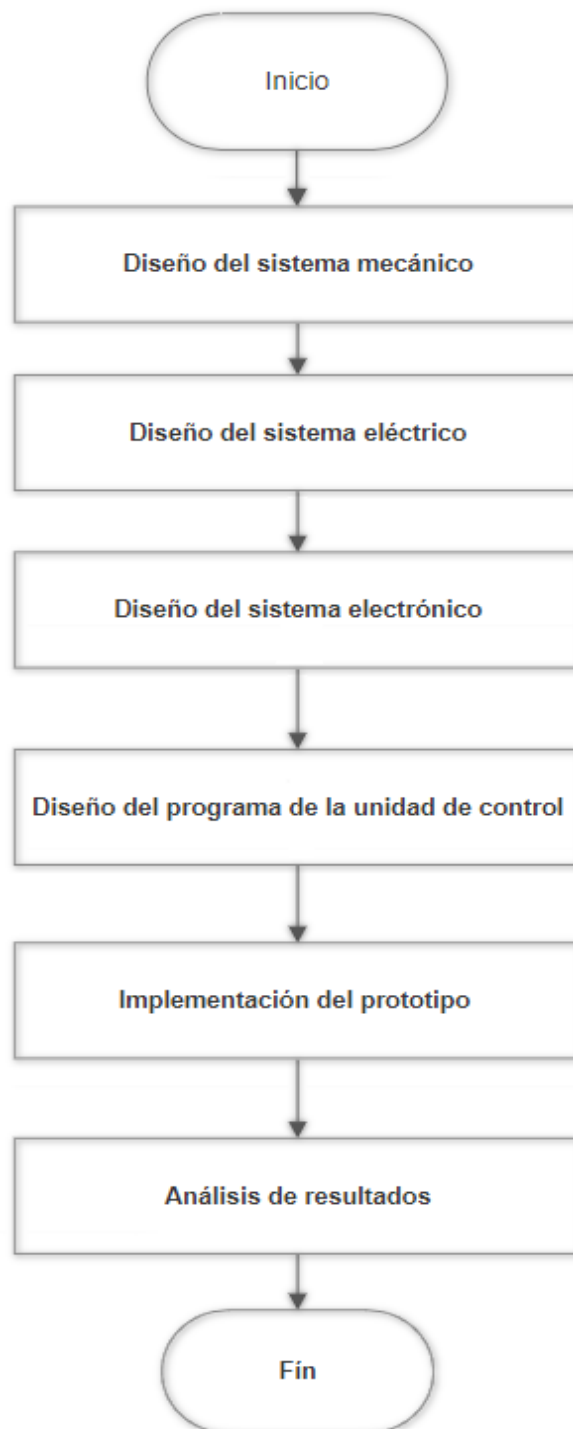 Inicio
Diseño del sistema mecánico
Diseño del sistema eléctrico
Diseño del sistema electrónico
Diseño del programa de la unidad de control
Implementación del prototipo
Análisis de resultados
Fín